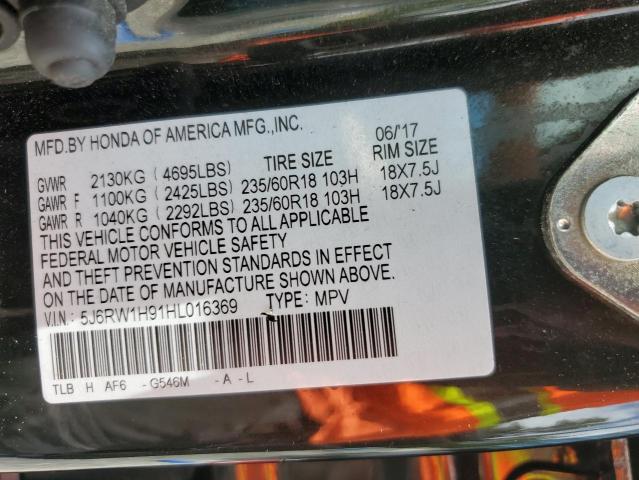 MFD.BY HONDA OF AMERICA MFG.,INC. 06/'17
GVWR 2130KG (4695LBS) TIRE SIZE RIM SIZE
GAWR F 1100KG (2425LBS) 235/60R18 103H 18X7.5J
GAWR R 1040KG (2292LBS) 235/60R18 103H 18X7.5J
THIS VEHICLE CONFORMS TO ALL APPLICABLE
FEDERAL MOTOR VEHICLE SAFETY
AND THEFT PREVENTION STANDARDS IN EFFECT
ON THE DATE OF MANUFACTURE SHOWN ABOVE.
V.I.N.: 5J6RW1H91HL016369 TYPE: MPV
TLB H AF6 - G546M - A - L